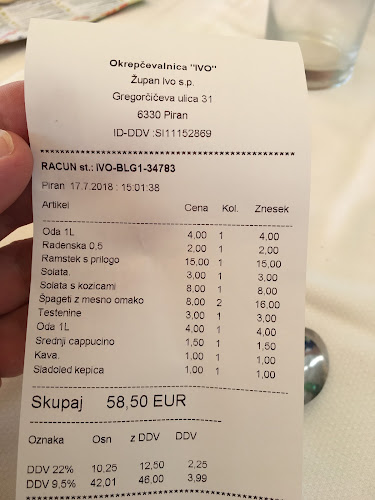 Okrepčevalnica "IVO"
Župan Ivo s.p.
Gregorčičeva ulica 31
6330 Piran
ID-DDV :SI11152869
RACUN st.: IVO-BLG1-34783
Piran 17.7.2018 : 15:01:38
Artikel Cena Kol. Znesek
Oda 1L 4,00 1 4,00
Radenska 0,5 2,00 1 2,00
Ramstek s prilogo 15,00 1 15,00
Solata. 3,00 1 3,00
Solata s kozicami 8,00 1 8,00
Špageti z mesno omako 8,00 2 16,00
Testenine 3,00 1 3,00
Oda 1L 4,00 1 4,00
Srednji cappucino 1,50 1 1,50
Kava. 1,00 1 1,00
Sladoled kepica 1,00 1 1,00
Skupaj 58,50 EUR
Oznaka Osn z DDV DDV
DDV 22% 10,25 12,50 2,25
DDV 9,5% 42,01 46,00 3,99